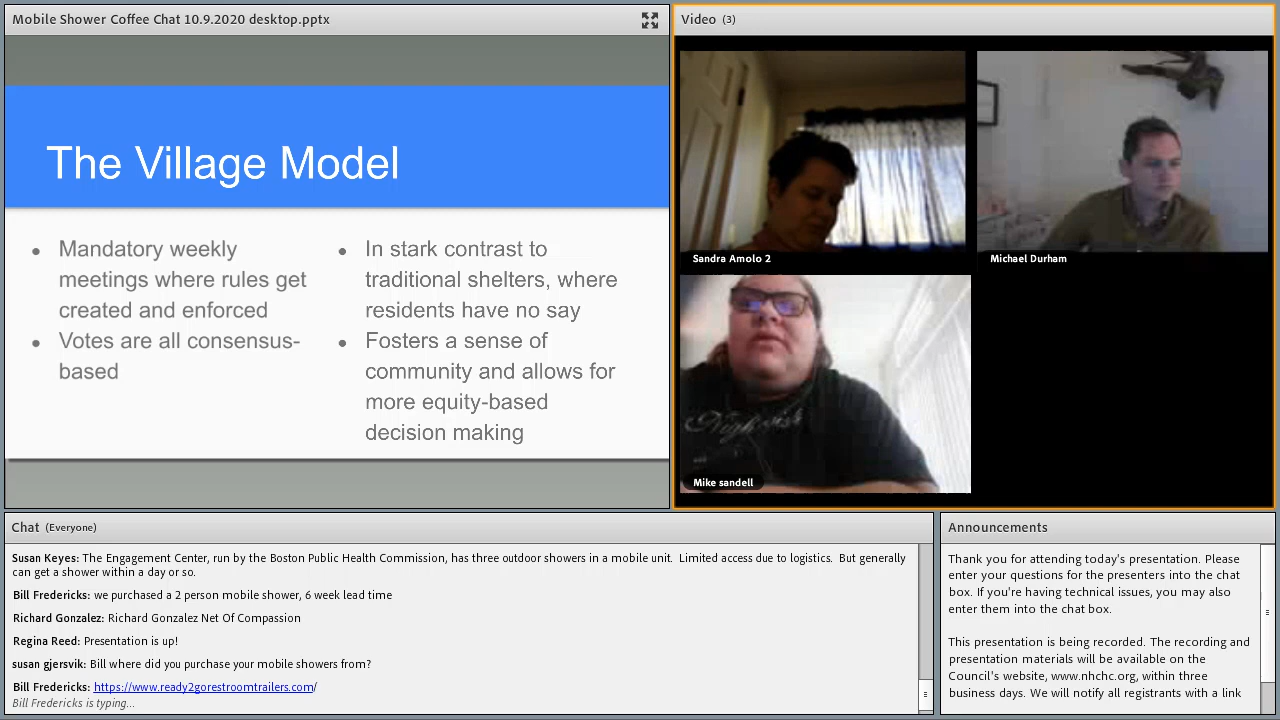 Mobile Shower Coffee Chat 10.9.2020 desktop.pptx
The Village Model
• Mandatory weekly
meetings where rules get
created and enforced
• Votes are all consensus-
based
• In stark contrast to
traditional shelters, where
residents have no say
• Fosters a sense of
community and allows for
more equity-based
decision making
Video (3)
Sandra Amolo 2
Michael Durham
Mike sandell
Chat (Everyone)
Susan Keyes: The Engagement Center, run by the Boston Public Health Commission, has three outdoor showers in a mobile unit. Limited access due to logistics. But generally
can get a shower within a day or so.
Bill Fredericks: we purchased a 2 person mobile shower, 6 week lead time
Richard Gonzalez: Richard Gonzalez Net Of Compassion
Regina Reed: Presentation is up!
susan gjersvik: Bill where did you purchase your mobile showers from?
Bill Fredericks: https://www.ready2gorestroomtrailers.com/
Bill Fredericks is typing...
Announcements
Thank you for attending today's presentation. Please
enter your questions for the presenters into the chat
box. If you're having technical issues, you may also
enter them into the chat box.
This presentation is being recorded. The recording and
presentation materials will be available on the
Council's website, www.nhchc.org, within three
business days. We will notify all registrants with a link